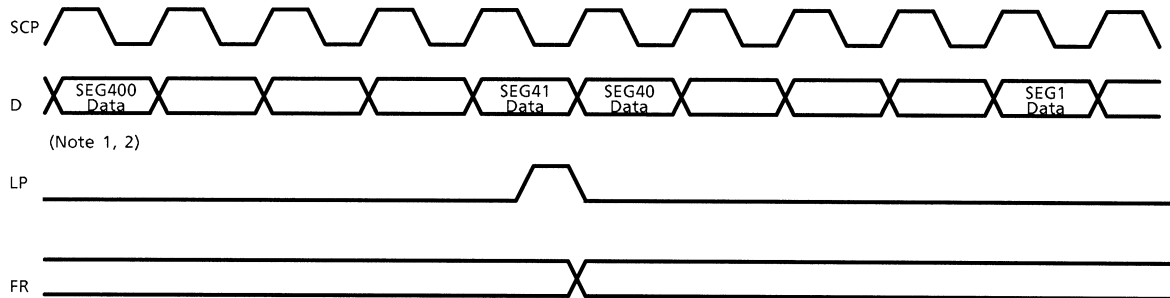 SCP
D
SEG400
Data
SEG41
Data
SEG40
Data
SEG1
Data
(Note 1, 2)
LP
FR